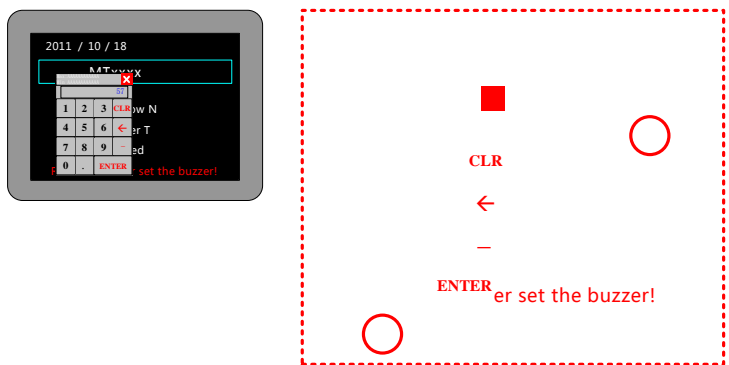 2011 / 10 / 18
MTxxxx
57
1 2 3 CLR
ow N
4 5 6 ←
er T
7 8 9 –
ed
0 . ENTER
er set the buzzer!
CLR
←
–
ENTER
er set the buzzer!